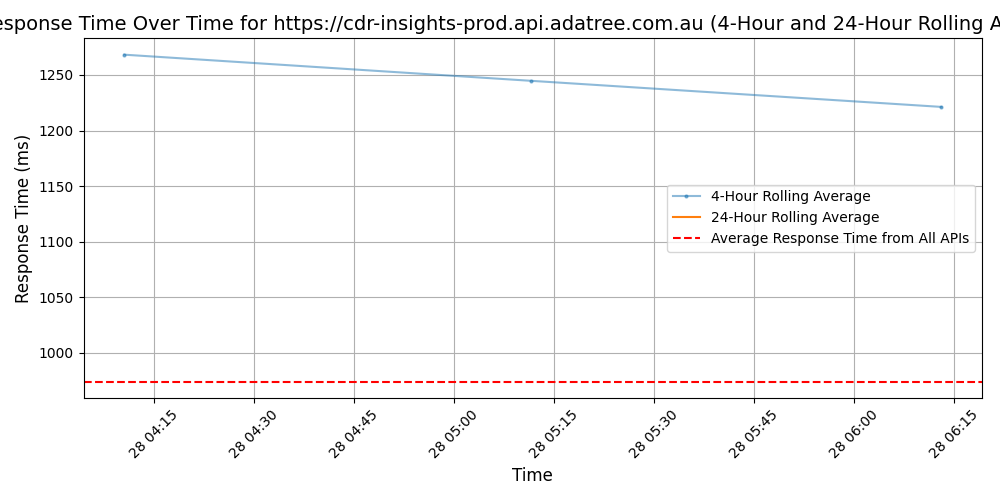 esponse Time Over Time for https://cdr-insights-prod.api.adatree.com.au (4-Hour and 24-Hour Rolling A
Response Time (ms)
1250
1200
1150
1100
1050
1000
4-Hour Rolling Average
24-Hour Rolling Average
Average Response Time from All APIs
28 04:15
28 04:30
28 04:45
28 05:00
28 05:15
28 05:30
28 05:45
28 06:00
28 06:15
Time